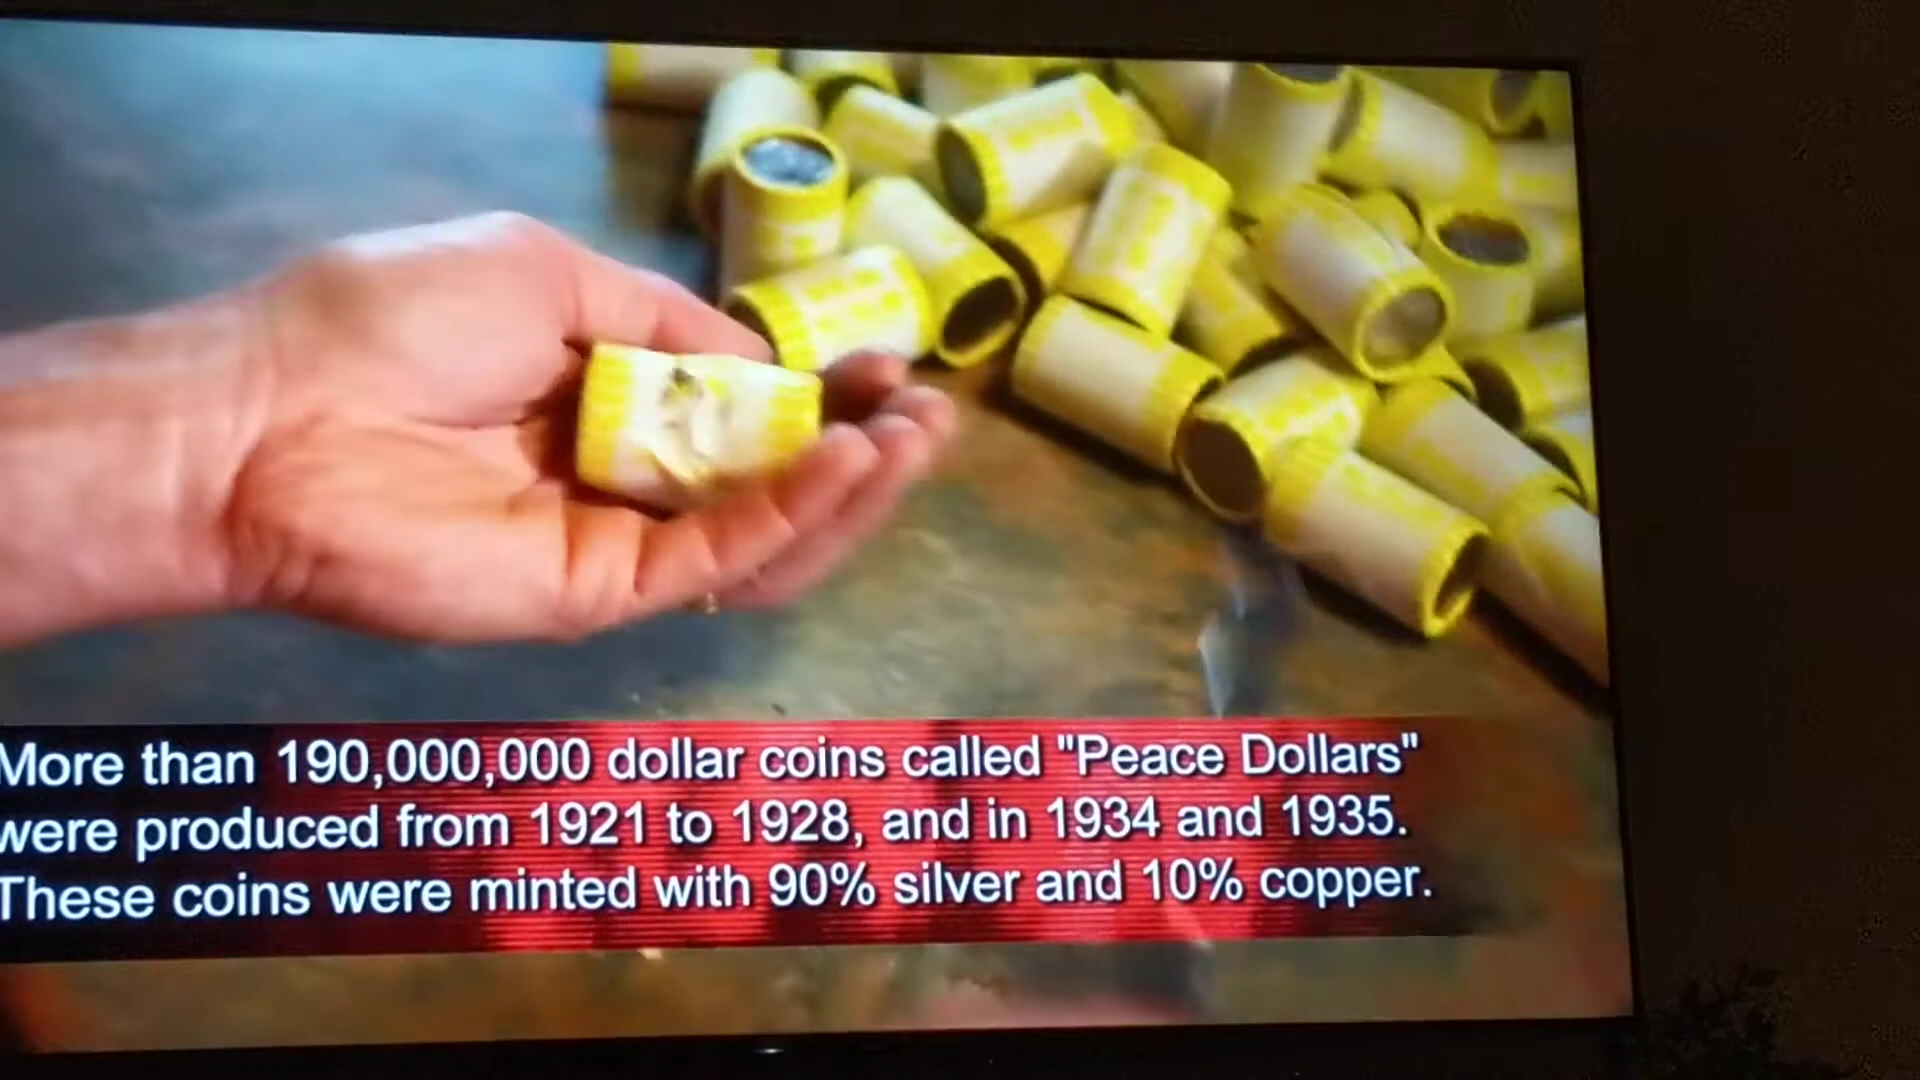 More than 190,000,000 dollar coins called "Peace Dollars"
were produced from 1921 to 1928, and in 1934 and 1935.
These coins were minted with 90% silver and 10% copper.